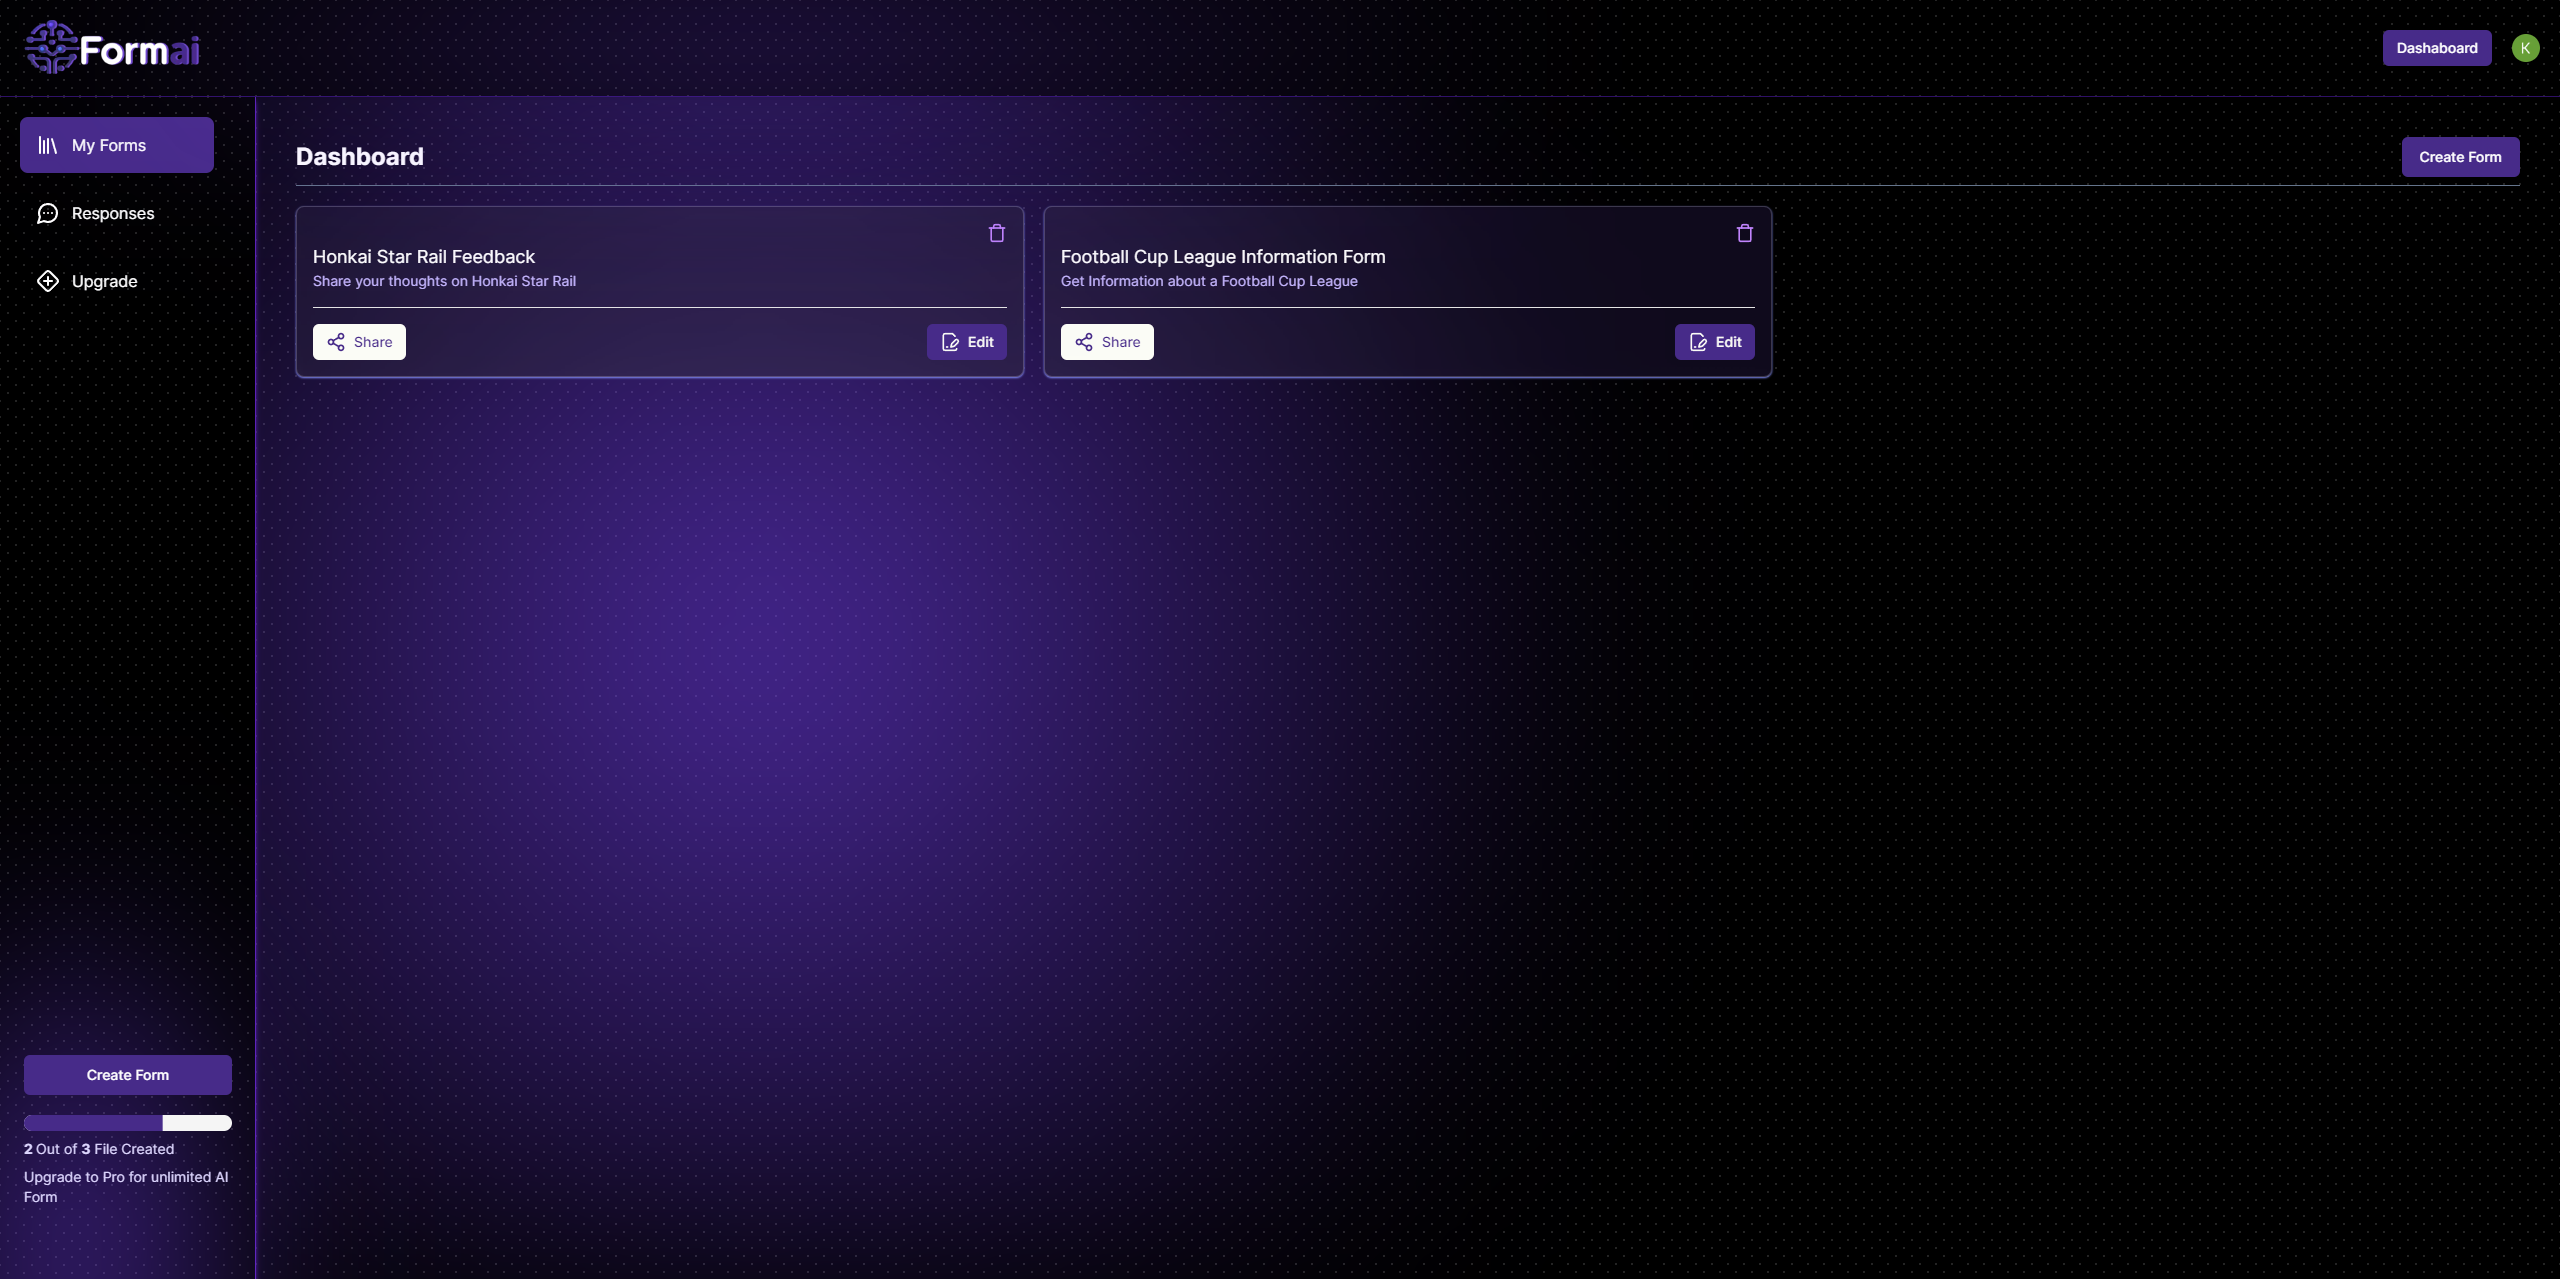 Formai
Dashaboard
K
My Forms
Responses
Upgrade
Dashboard
Create Form
Honkai Star Rail Feedback
Share your thoughts on Honkai Star Rail
Share
Edit
Football Cup League Information Form
Get Information about a Football Cup League
Share
Edit
Create Form
2 Out of 3 File Created
Upgrade to Pro for unlimited AI
Form